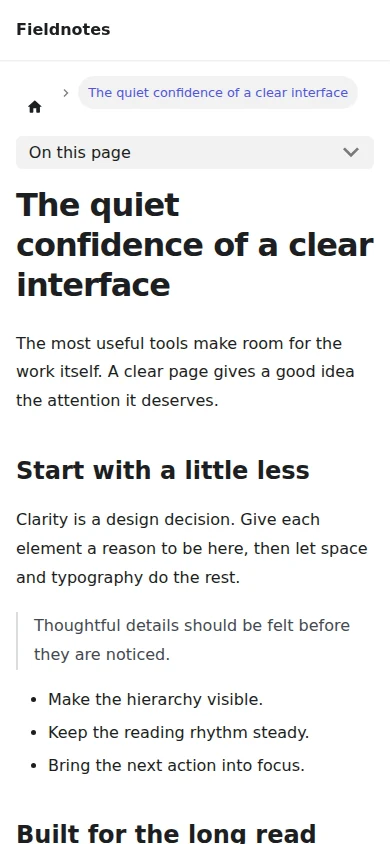 Fieldnotes
The quiet confidence of a clear interface
On this page
The quiet
confidence of a clear
interface
The most useful tools make room for the
work itself. A clear page gives a good idea
the attention it deserves.
Start with a little less
Clarity is a design decision. Give each
element a reason to be here, then let space
and typography do the rest.
Thoughtful details should be felt before
they are noticed.
Make the hierarchy visible.
Keep the reading rhythm steady.
Bring the next action into focus.
Built for the long read